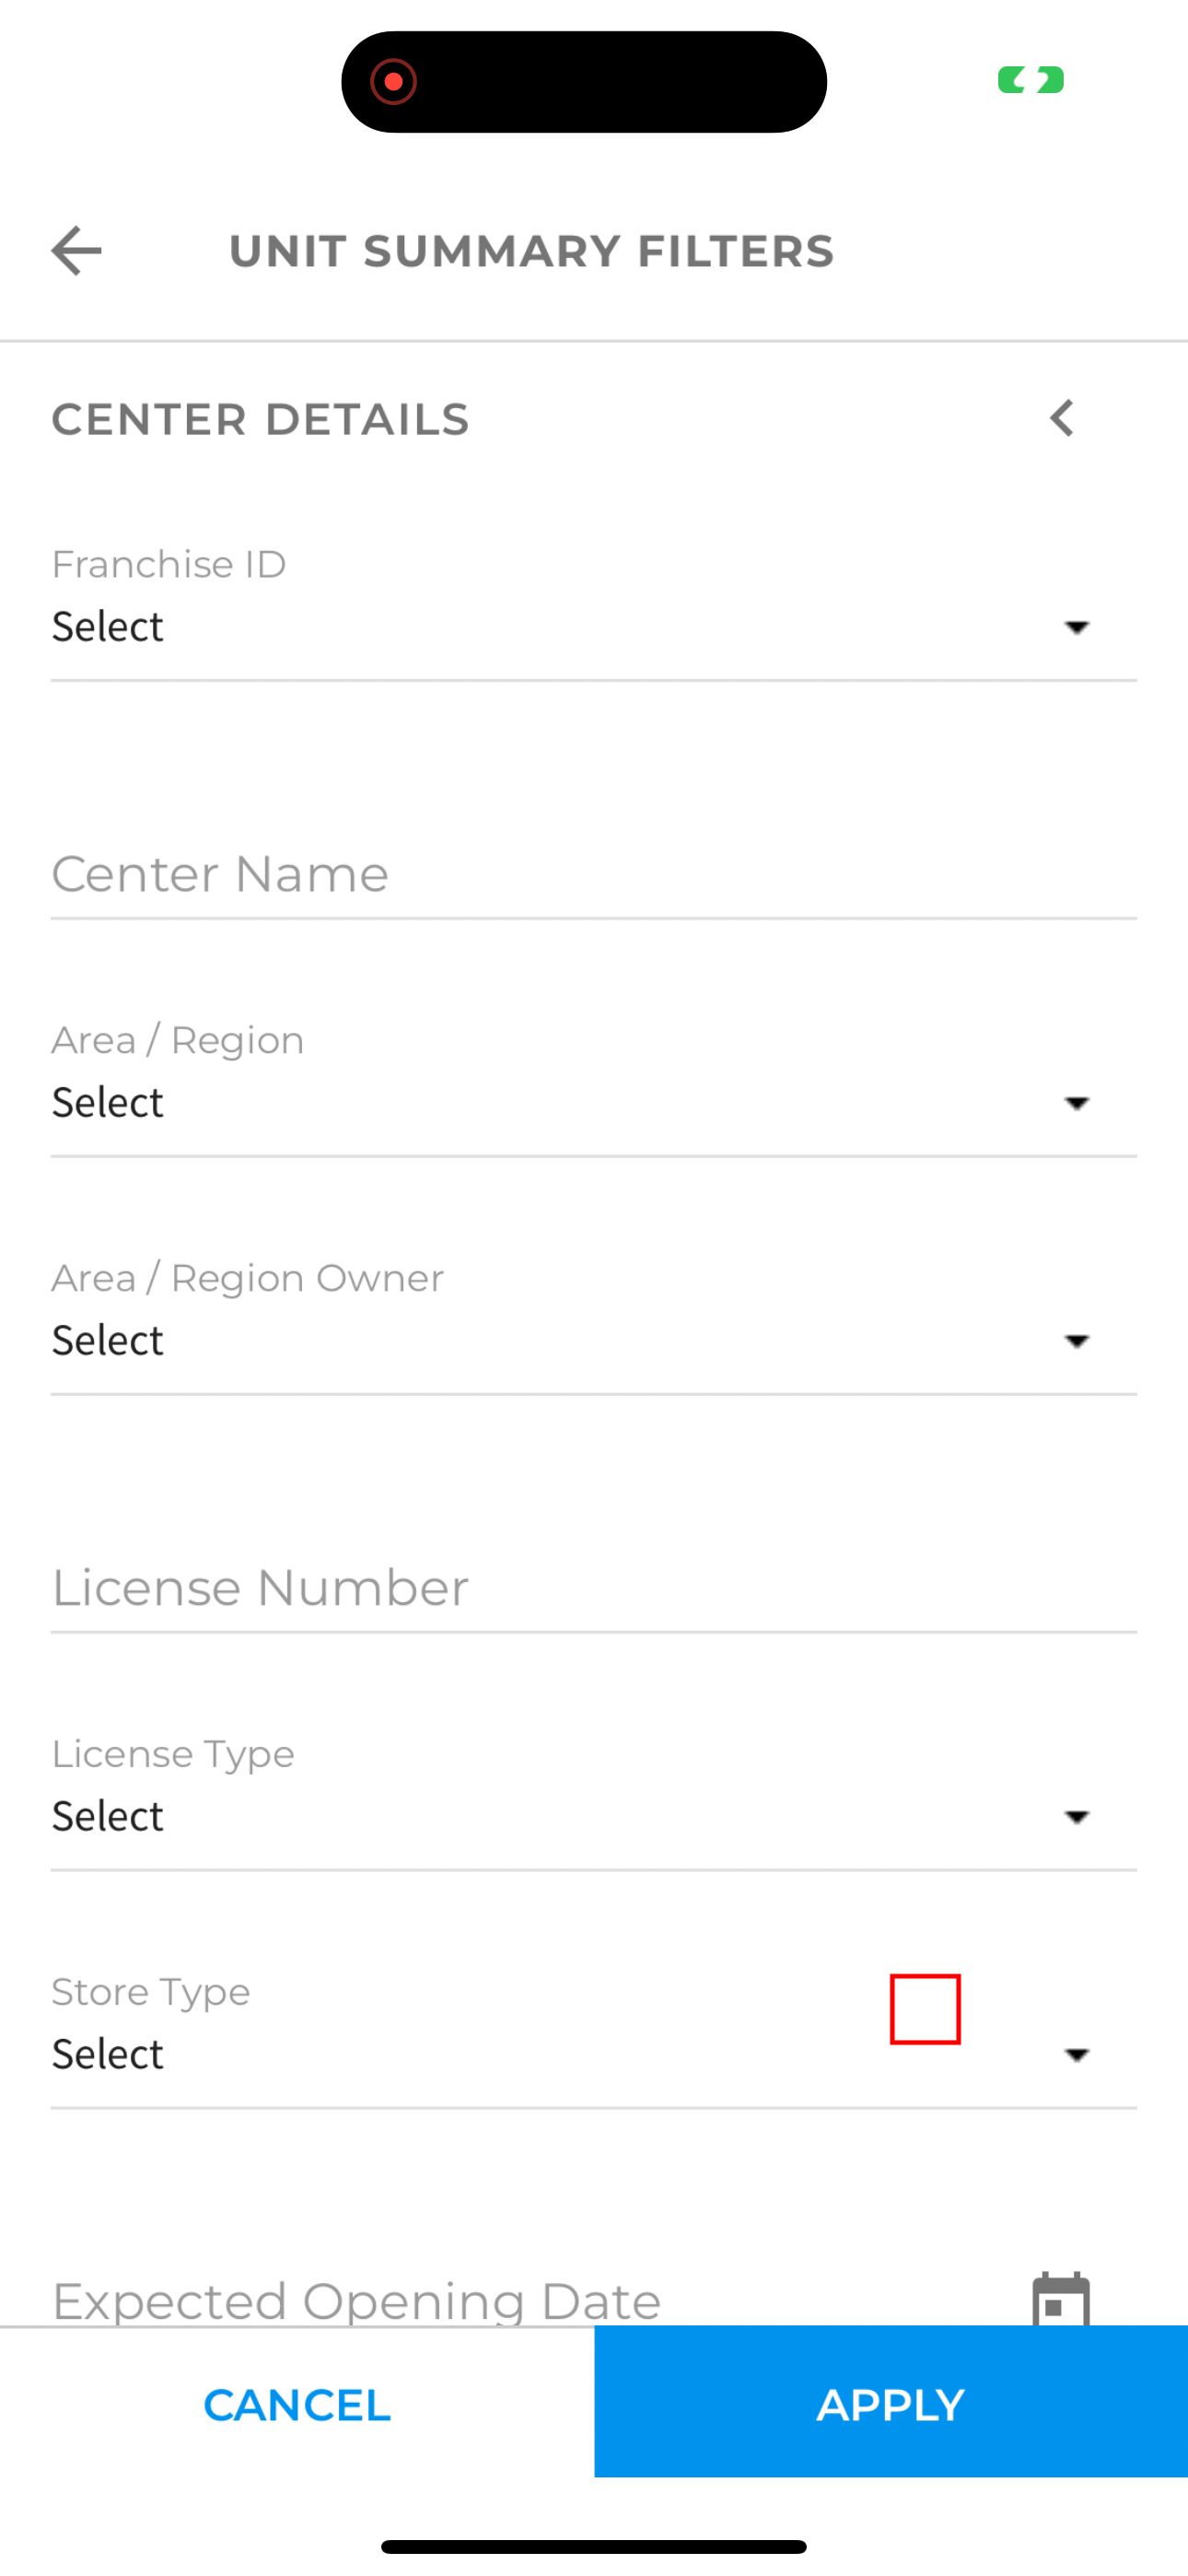 UNIT SUMMARY FILTERS
CENTER DETAILS
Franchise ID
Select
Center Name
Area / Region
Select
Area / Region Owner
Select
License Number
License Type
Select
Store Type
Select
Expected Opening Date
CANCEL
APPLY